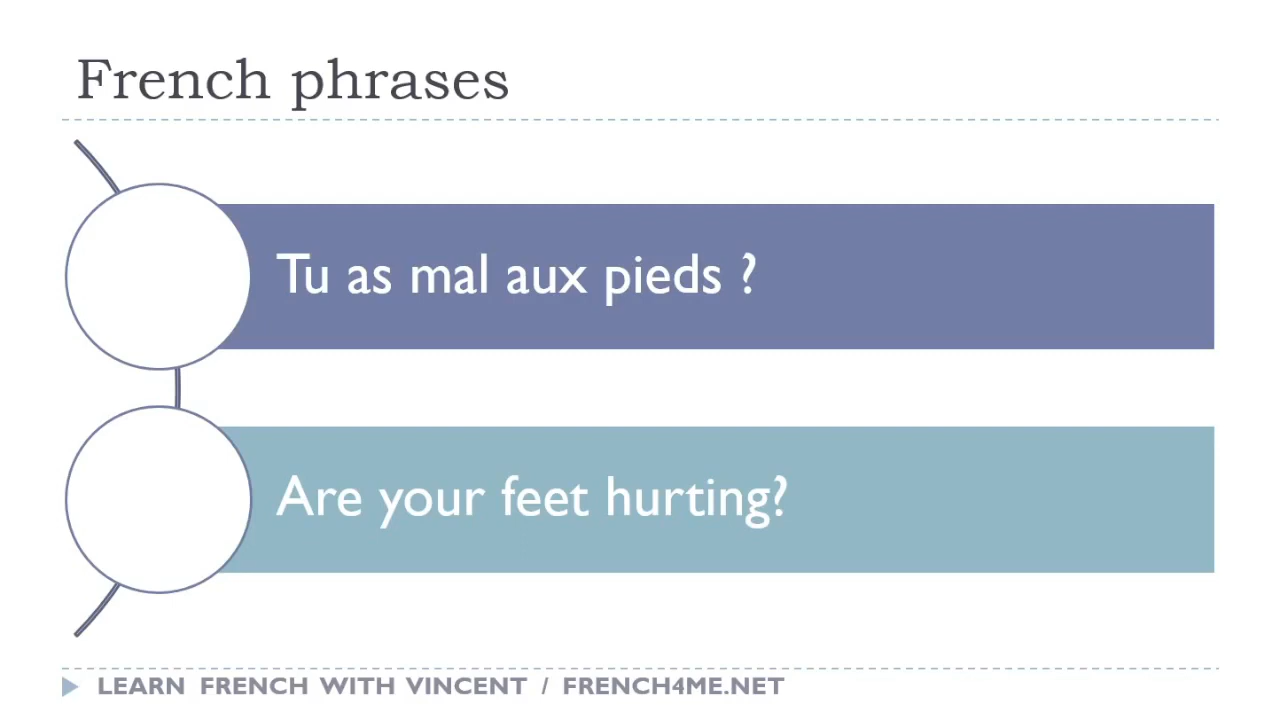 French phrases
Tu as mal aux pieds ?
Are your feet hurting?
LEARN FRENCH WITH VINCENT / FRENCH4ME.NET